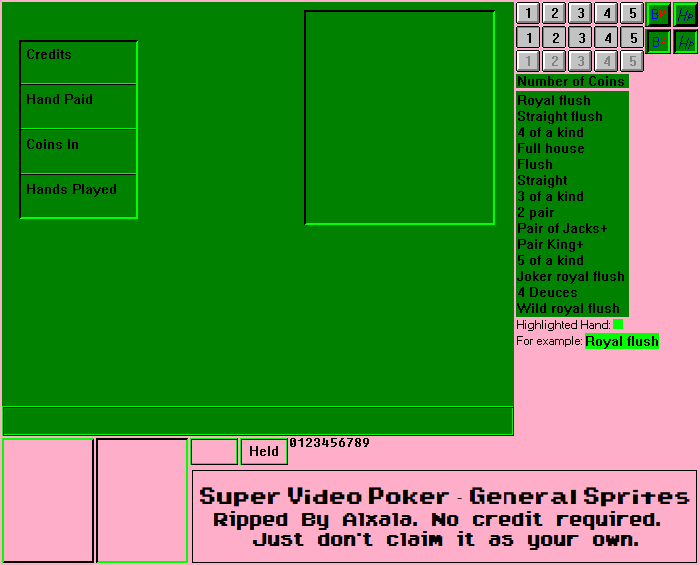 Credits
Hand Paid
Coins In
Hands Played
1 2 3 4 5
1 2 3 4 5
1 2 3 4 5
Hp
Hp
Number of Coins
Royal flush
Straight flush
4 of a kind
Full house
Flush
Straight
3 of a kind
2 pair
Pair of Jacks+
Pair King+
5 of a kind
Joker royal flush
4 Deuces
Wild royal flush
Highlighted Hand:
For example: Royal flush
Held
0123456789
Super Video Poker - General Sprites
Ripped By Alxala. No credit required.
Just don't claim it as your own.